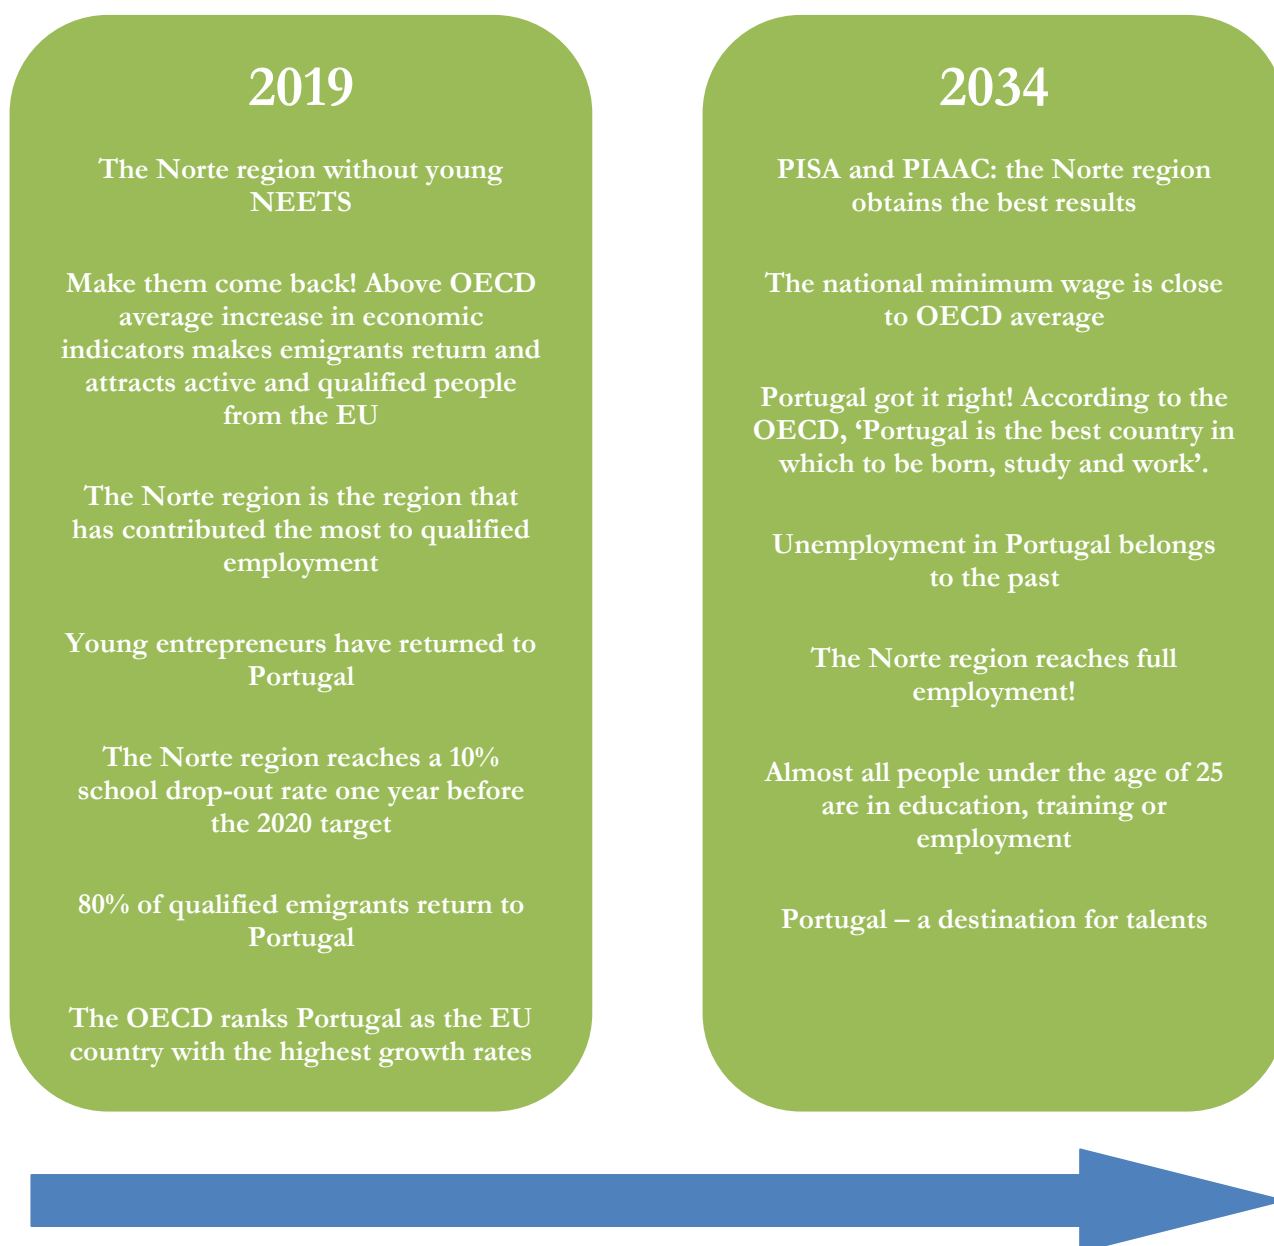 2019
The Norte region without young
NEETS
Make them come back! Above OECD
average increase in economic
indicators makes emigrants return and
attracts active and qualified people
from the EU
The Norte region is the region that
has contributed the most to qualified
employment
Young entrepreneurs have returned to
Portugal
The Norte region reaches a 10%
school drop-out rate one year before
the 2020 target
80% of qualified emigrants return to
Portugal
The OECD ranks Portugal as the EU
country with the highest growth rates
2034
PISA and PIAAC: the Norte region
obtains the best results
The national minimum wage is close
to OECD average
Portugal got it right! According to the
OECD, ‘Portugal is the best country in
which to be born, study and work’.
Unemployment in Portugal belongs
to the past
The Norte region reaches full
employment!
Almost all people under the age of 25
are in education, training or
employment
Portugal – a destination for talents